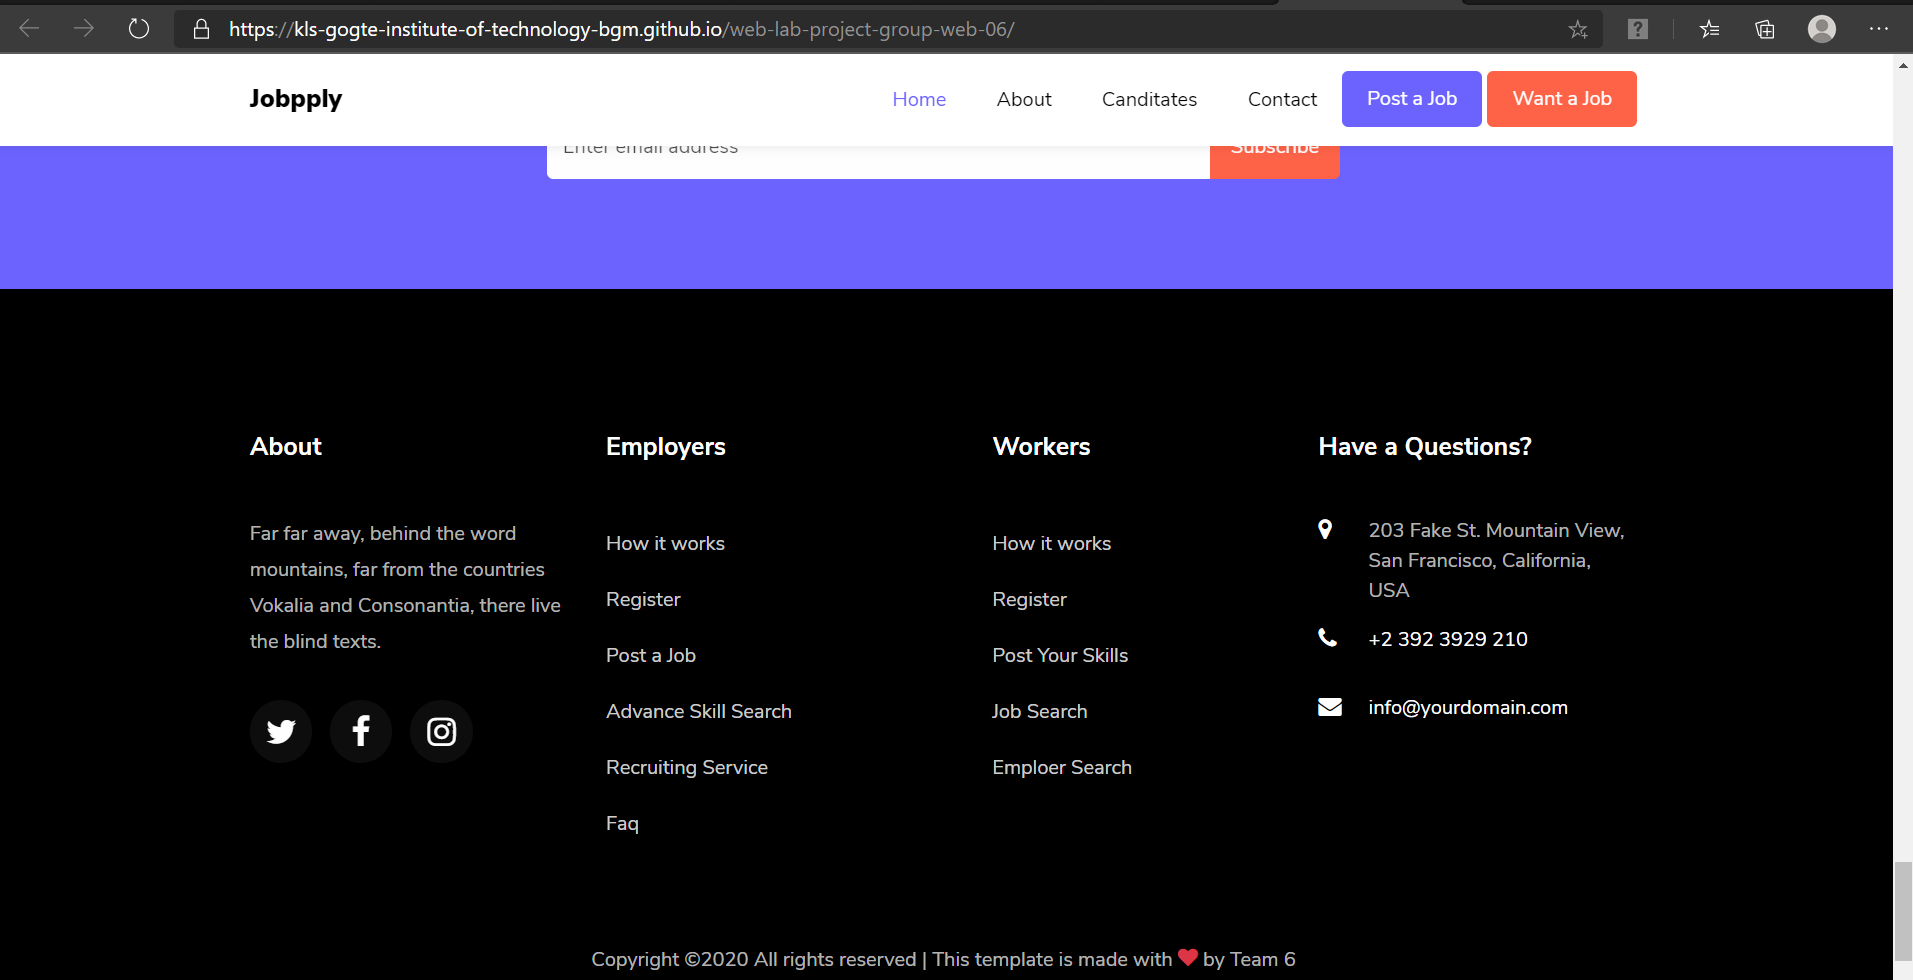 https://kls-gogte-institute-of-technology-bgm.github.io/web-lab-project-group-web-06/
Jobpply
Home
About
Canditates
Contact
Post a Job
Want a Job
Enter email address
Subscribe
About
Far far away, behind the word
mountains, far from the countries
Vokalia and Consonantia, there live
the blind texts.
Employers
How it works
Register
Post a Job
Advance Skill Search
Recruiting Service
Faq
Workers
How it works
Register
Post Your Skills
Job Search
Emploer Search
Have a Questions?
203 Fake St. Mountain View,
San Francisco, California,
USA
+2 392 3929 210
info@yourdomain.com
Copyright ©2020 All rights reserved | This template is made with ❤ by Team 6